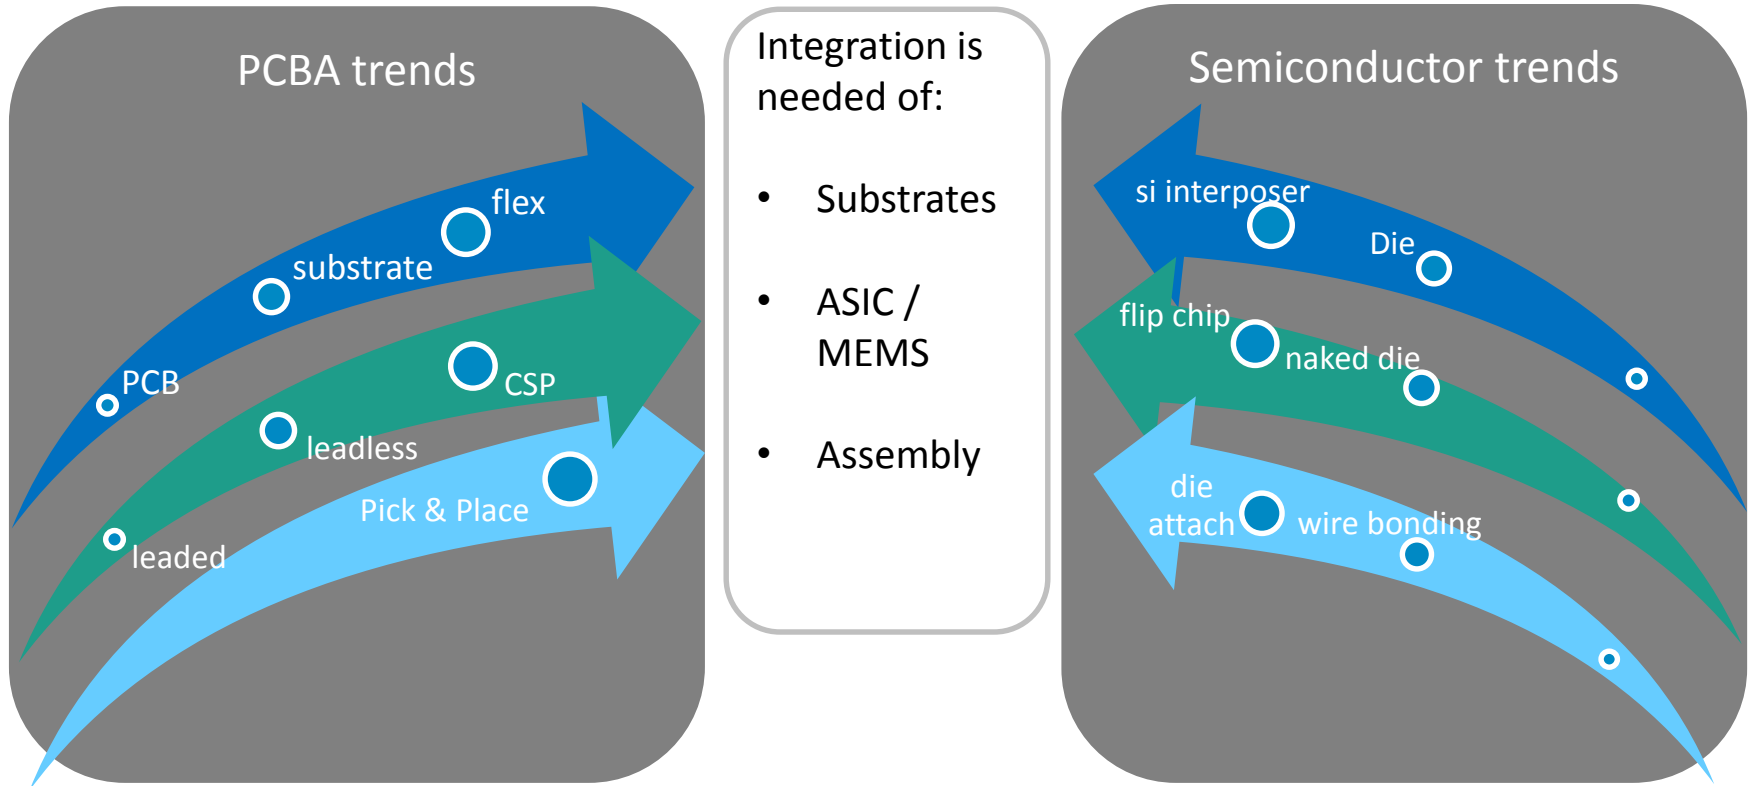 PCBA trends
flex
substrate
PCB
CSP
leadless
leaded
Pick & Place
Integration is
needed of:
• Substrates
• ASIC /
MEMS
• Assembly
Semiconductor trends
si interposer
Die
flip chip
naked die
die
attach
wire bonding